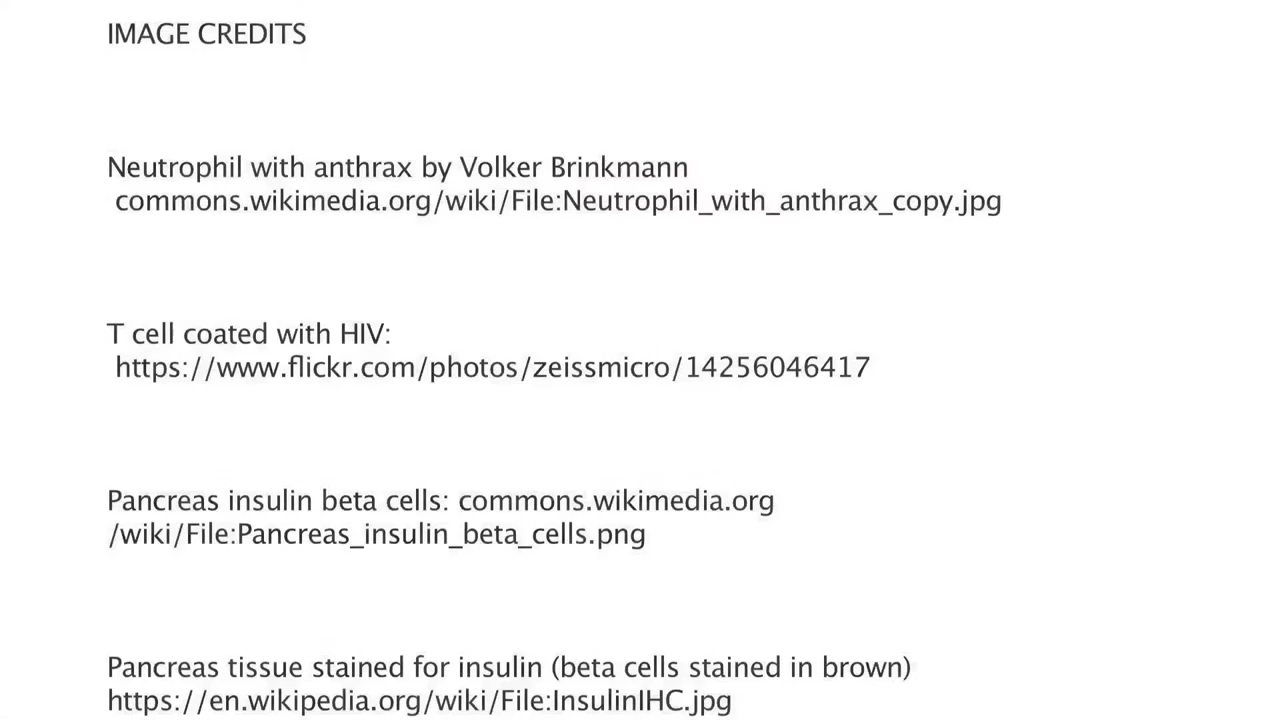 IMAGE CREDITS
Neutrophil with anthrax by Volker Brinkmann
commons.wikimedia.org/wiki/File:Neutrophil_with_anthrax_copy.jpg
T cell coated with HIV:
https://www.flickr.com/photos/zeissmicro/14256046417
Pancreas insulin beta cells: commons.wikimedia.org
/wiki/File:Pancreas_insulin_beta_cells.png
Pancreas tissue stained for insulin (beta cells stained in brown)
https://en.wikipedia.org/wiki/File:InsulinIHC.jpg